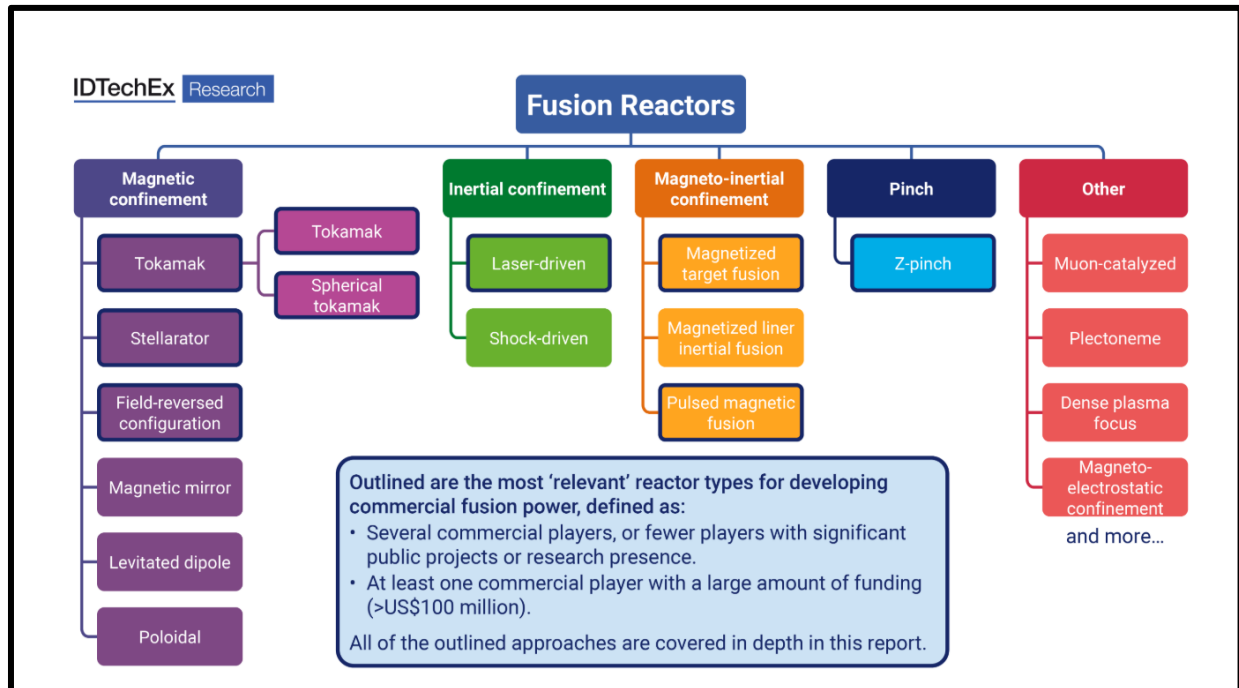 IDTechEx Research
Fusion Reactors
Magnetic
confinement
Inertial confinement
Magneto-inertial
confinement
Pinch
Other
Tokamak
Tokamak
Spherical
tokamak
Stellarator
Field-reversed
configuration
Magnetic mirror
Levitated dipole
Poloidal
Laser-driven
Shock-driven
Magnetized
target fusion
Magnetized liner
inertial fusion
Pulsed magnetic
fusion
Z-pinch
Muon-catalyzed
Plectoneme
Dense plasma
focus
Magneto-
electrostatic
confinement
and more...
Outlined are the most ‘relevant’ reactor types for developing
commercial fusion power, defined as:
• Several commercial players, or fewer players with significant
public projects or research presence.
• At least one commercial player with a large amount of funding
(>US$100 million).
All of the outlined approaches are covered in depth in this report.